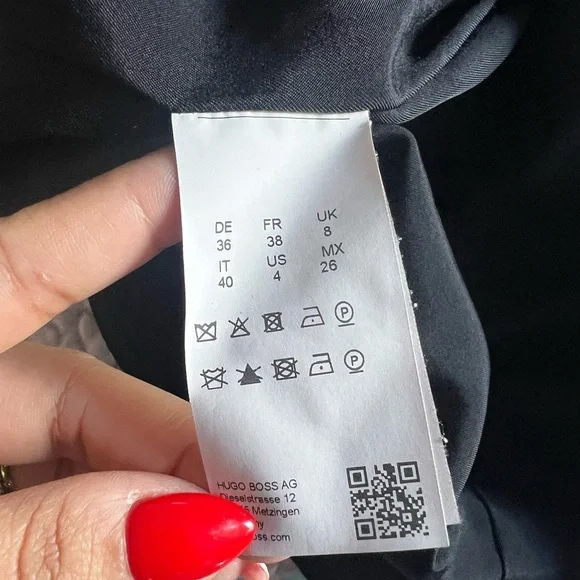 DE FR UK
36 38 8
IT US MX
40 4 26
P
P
HUGO BOSS AG
Dieselstrasse 12
Metzingen